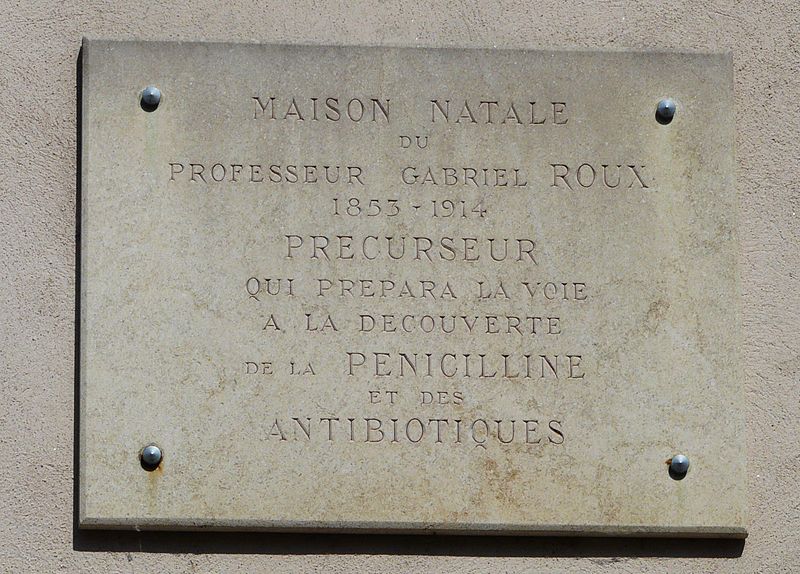 MAISON NATALE
DU
PROFESSEUR GABRIEL ROUX
1853 - 1914
PRECURSEUR
QUI PREPARA LA VOIE
A LA DECOUVERTE
DE LA PENICILLINE
ET DES
ANTIBIOTIQUES